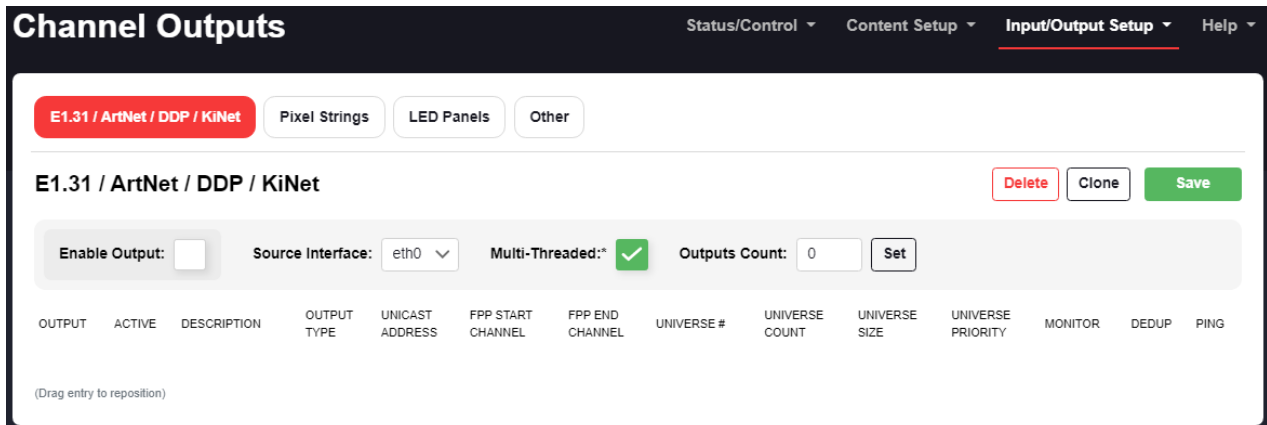 Channel Outputs
Status/Control
Content Setup
Input/Output Setup
Help
E1.31 / ArtNet / DDP / KiNet
Pixel Strings
LED Panels
Other
E1.31 / ArtNet / DDP / KiNet
Delete
Clone
Save
Enable Output:
Source Interface:
eth0
Multi-Threaded:*
Outputs Count:
0
Set
OUTPUT
ACTIVE
DESCRIPTION
OUTPUT
TYPE
UNICAST
ADDRESS
FPP START
CHANNEL
FPP END
CHANNEL
UNIVERSE #
UNIVERSE
COUNT
UNIVERSE
SIZE
UNIVERSE
PRIORITY
MONITOR
DEDUP
PING
(Drag entry to reposition)